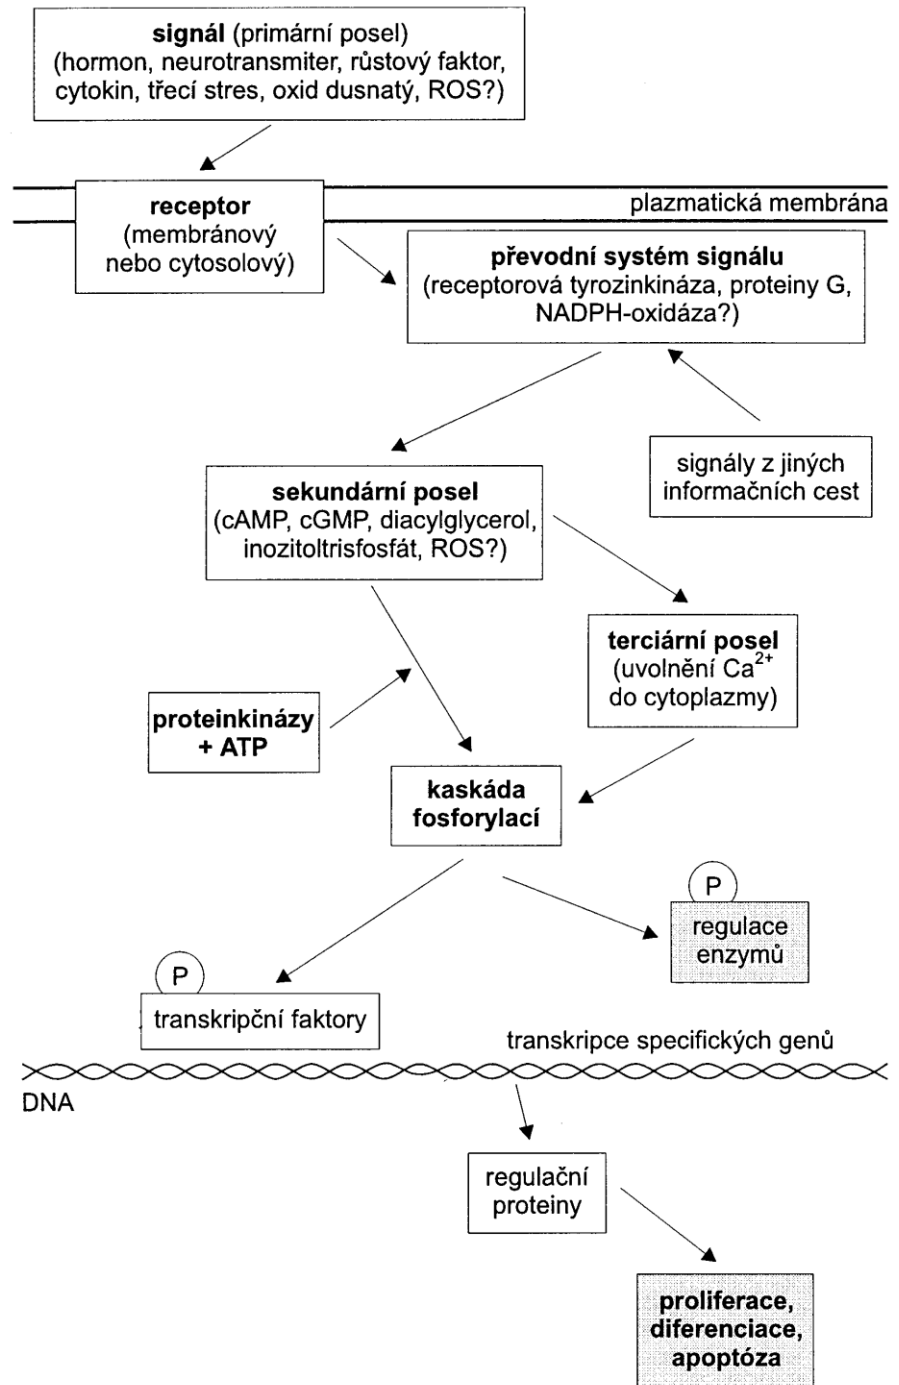 signál (primární posel)
(hormon, neurotransmiter, růstový faktor,
cytokin, třecí stres, oxid dusnatý, ROS?)
plazmatická membrána
receptor
(membránový
nebo cytosolový)
převodní systém signálu
(receptorová tyrozinkináza, proteiny G,
NADPH-oxidáza?)
signály z jiných
informačních cest
sekundární posel
(cAMP, cGMP, diacylglycerol,
inozitoltrisfosfát, ROS?)
terciární posel
(uvolnění Ca²⁺
do cytoplazmy)
proteinkinázy
+ ATP
kaskáda
fosforylací
P
regulace
enzymů
P
transkripční faktory
transkripce specifických genů
DNA
regulační
proteiny
proliferace,
diferenciace,
apoptóza